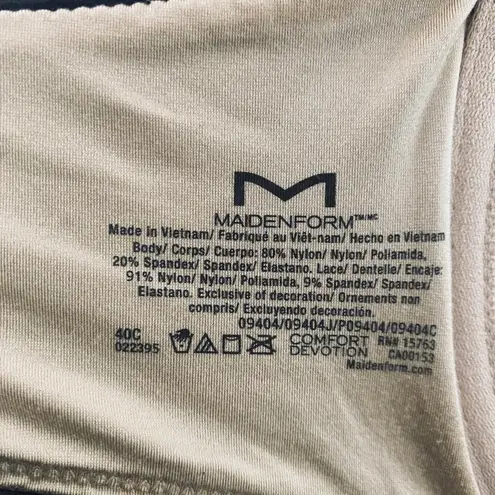 MAIDENFORM™/MC
Made in Vietnam/ Fabriqué au Viêt-nam/ Hecho en Vietnam
Body/ Corps/ Cuerpo: 80% Nylon/ Nylon/ Poliamida,
20% Spandex/ Spandex/ Elastano. Lace/ Dentelle/ Encaje:
91% Nylon/ Nylon/ Poliamida, 9% Spandex/ Spandex/
Elastano. Exclusive of decoration/ Ornements non
compris/ Excluyendo decoración.
09404/09404J/P09404/09404C
40C COMFORT RN# 15763
022395 DEVOTION CA00153
Maidenform.com